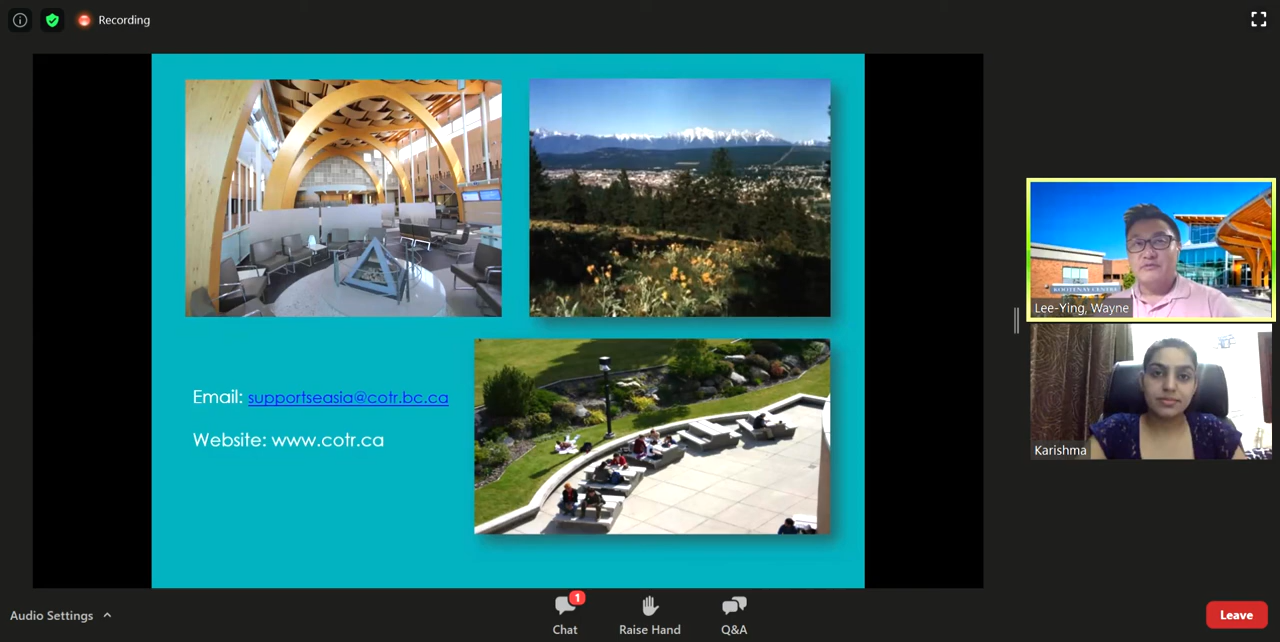 Recording
Email: supportseasia@cotr.bc.ca
Website: www.cotr.ca
KOOTENAY CENTRE
Lee-Ying, Wayne
Karishma
Audio Settings
1
Chat
Raise Hand
Q&A
Leave